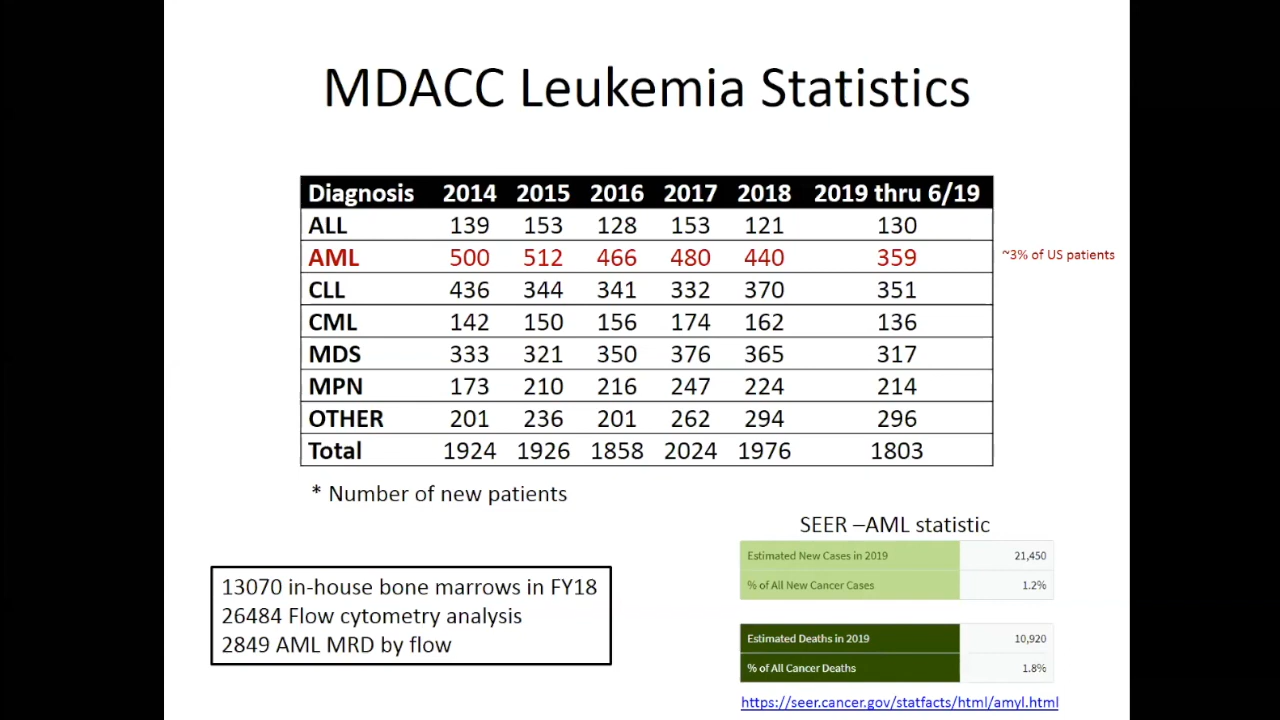 MDACC Leukemia Statistics
Diagnosis 2014 2015 2016 2017 2018 2019 thru 6/19
ALL 139 153 128 153 121 130
AML 500 512 466 480 440 359 ~3% of US patients
CLL 436 344 341 332 370 351
CML 142 150 156 174 162 136
MDS 333 321 350 376 365 317
MPN 173 210 216 247 224 214
OTHER 201 236 201 262 294 296
Total 1924 1926 1858 2024 1976 1803
* Number of new patients
13070 in-house bone marrows in FY18
26484 Flow cytometry analysis
2849 AML MRD by flow
SEER –AML statistic
Estimated New Cases in 2019 21,450
% of All New Cancer Cases 1.2%
Estimated Deaths in 2019 10,920
% of All Cancer Deaths 1.8%
https://seer.cancer.gov/statfacts/html/amyl.html